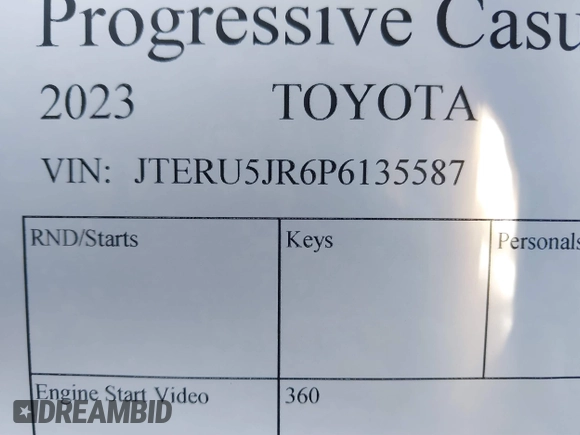 Progressive Casu
2023 TOYOTA
VIN: JTERU5JR6P6135587
RND/Starts Keys Personals
Engine Start Video 360
DREAMBID